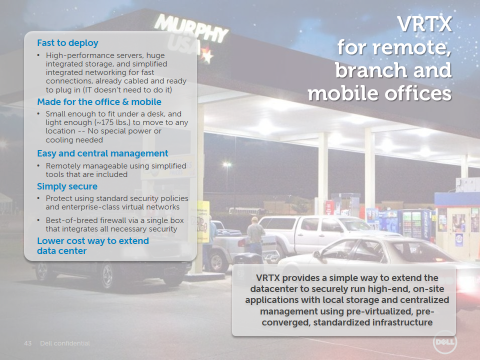 MURPHY
USA
VRTX
for remote,
branch and
mobile offices
Fast to deploy
• High-performance servers, huge
integrated storage, and simplified
integrated networking for fast
connections, already cabled and ready
to plug in (IT doesn't need to do it)
Made for the office & mobile
• Small enough to fit under a desk, and
light enough (~175 lbs.) to move to any
location -- No special power or
cooling needed
Easy and central management
• Remotely manageable using simplified
tools that are included
Simply secure
• Protect using standard security policies
and enterprise-class virtual networks
• Best-of-breed firewall via a single box
that integrates all necessary security
Lower cost way to extend
data center
VRTX provides a simple way to extend the
datacenter to securely run high-end, on-site
applications with local storage and centralized
management using pre-virtualized, pre-
converged, standardized infrastructure
Dell confidential
DELL